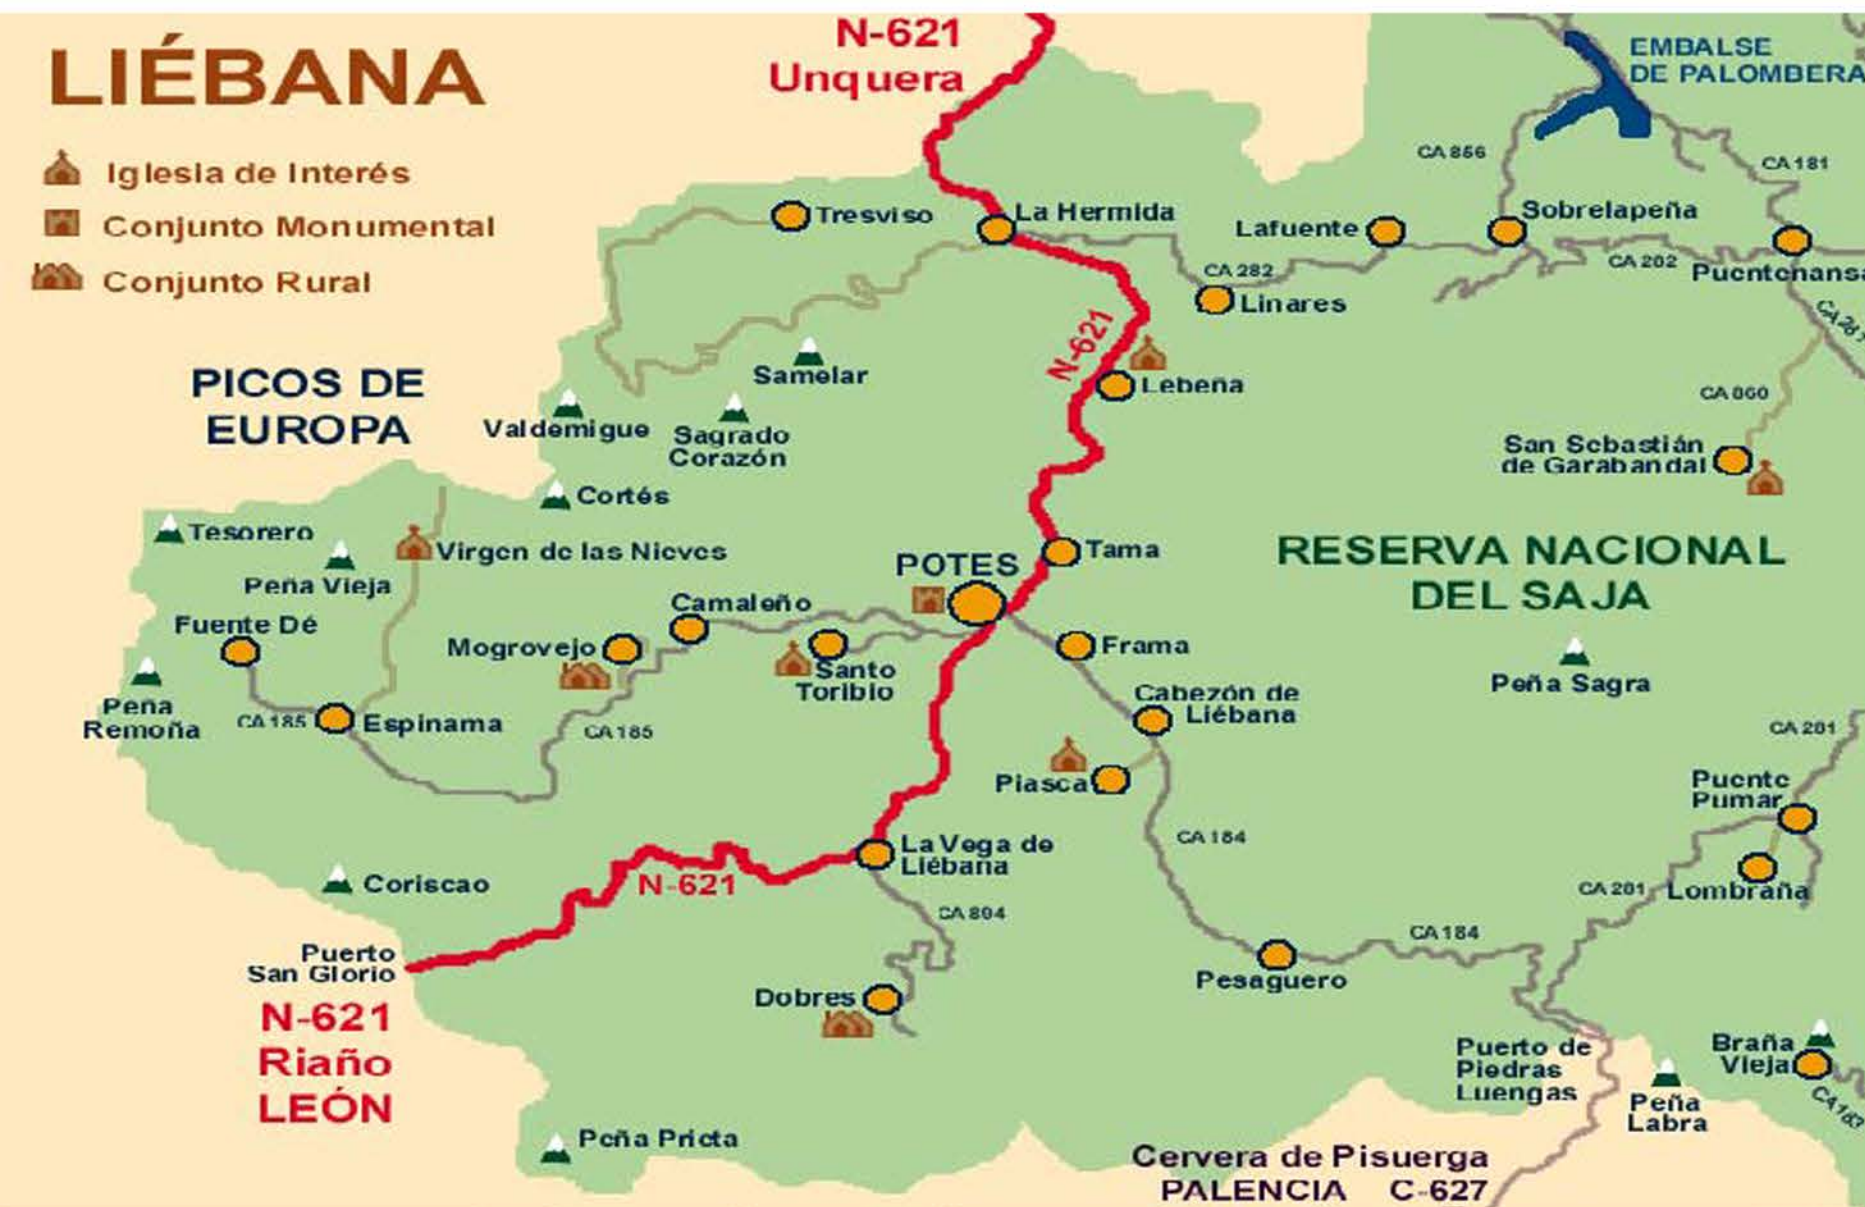 LIÉBANA
Iglesia de Interés
Conjunto Monumental
Conjunto Rural
N-621
Unquera
EMBALSE
DE PALOMBERA
CA 856
CA 181
Tresviso
La Hermida
Lafuente
Sobrelapeña
CA 282
CA 202
Puentenansa
Linares
N-621
CA 281
Samelar
Lebeña
PICOS DE
EUROPA
CA 860
Valdemigue
Sagrado
Corazón
San Sebastián
de Garabandal
Cortés
Tesorero
Virgen de las Nieves
Peña Vieja
Tama
POTES
RESERVA NACIONAL
DEL SAJA
Fuente Dé
Camaleño
Mogrovejo
Santo
Toribio
Frama
Peña Sagra
Peña
Remoña
CA 185
Espinama
CA 185
Cabezón de
Liébana
CA 201
Piasca
Puente
Pumar
La Vega de
Liébana
CA 184
N-621
Coriscao
CA 201
Lombraña
CA 804
CA 184
Puerto
San Glorio
Pesaguero
Dobres
N-621
Riaño
LEÓN
Puerto de
Piedras
Luengas
Braña
Vieja
Peña
Labra
CA 183
Peña Prieta
Cervera de Pisuerga
PALENCIA C-627